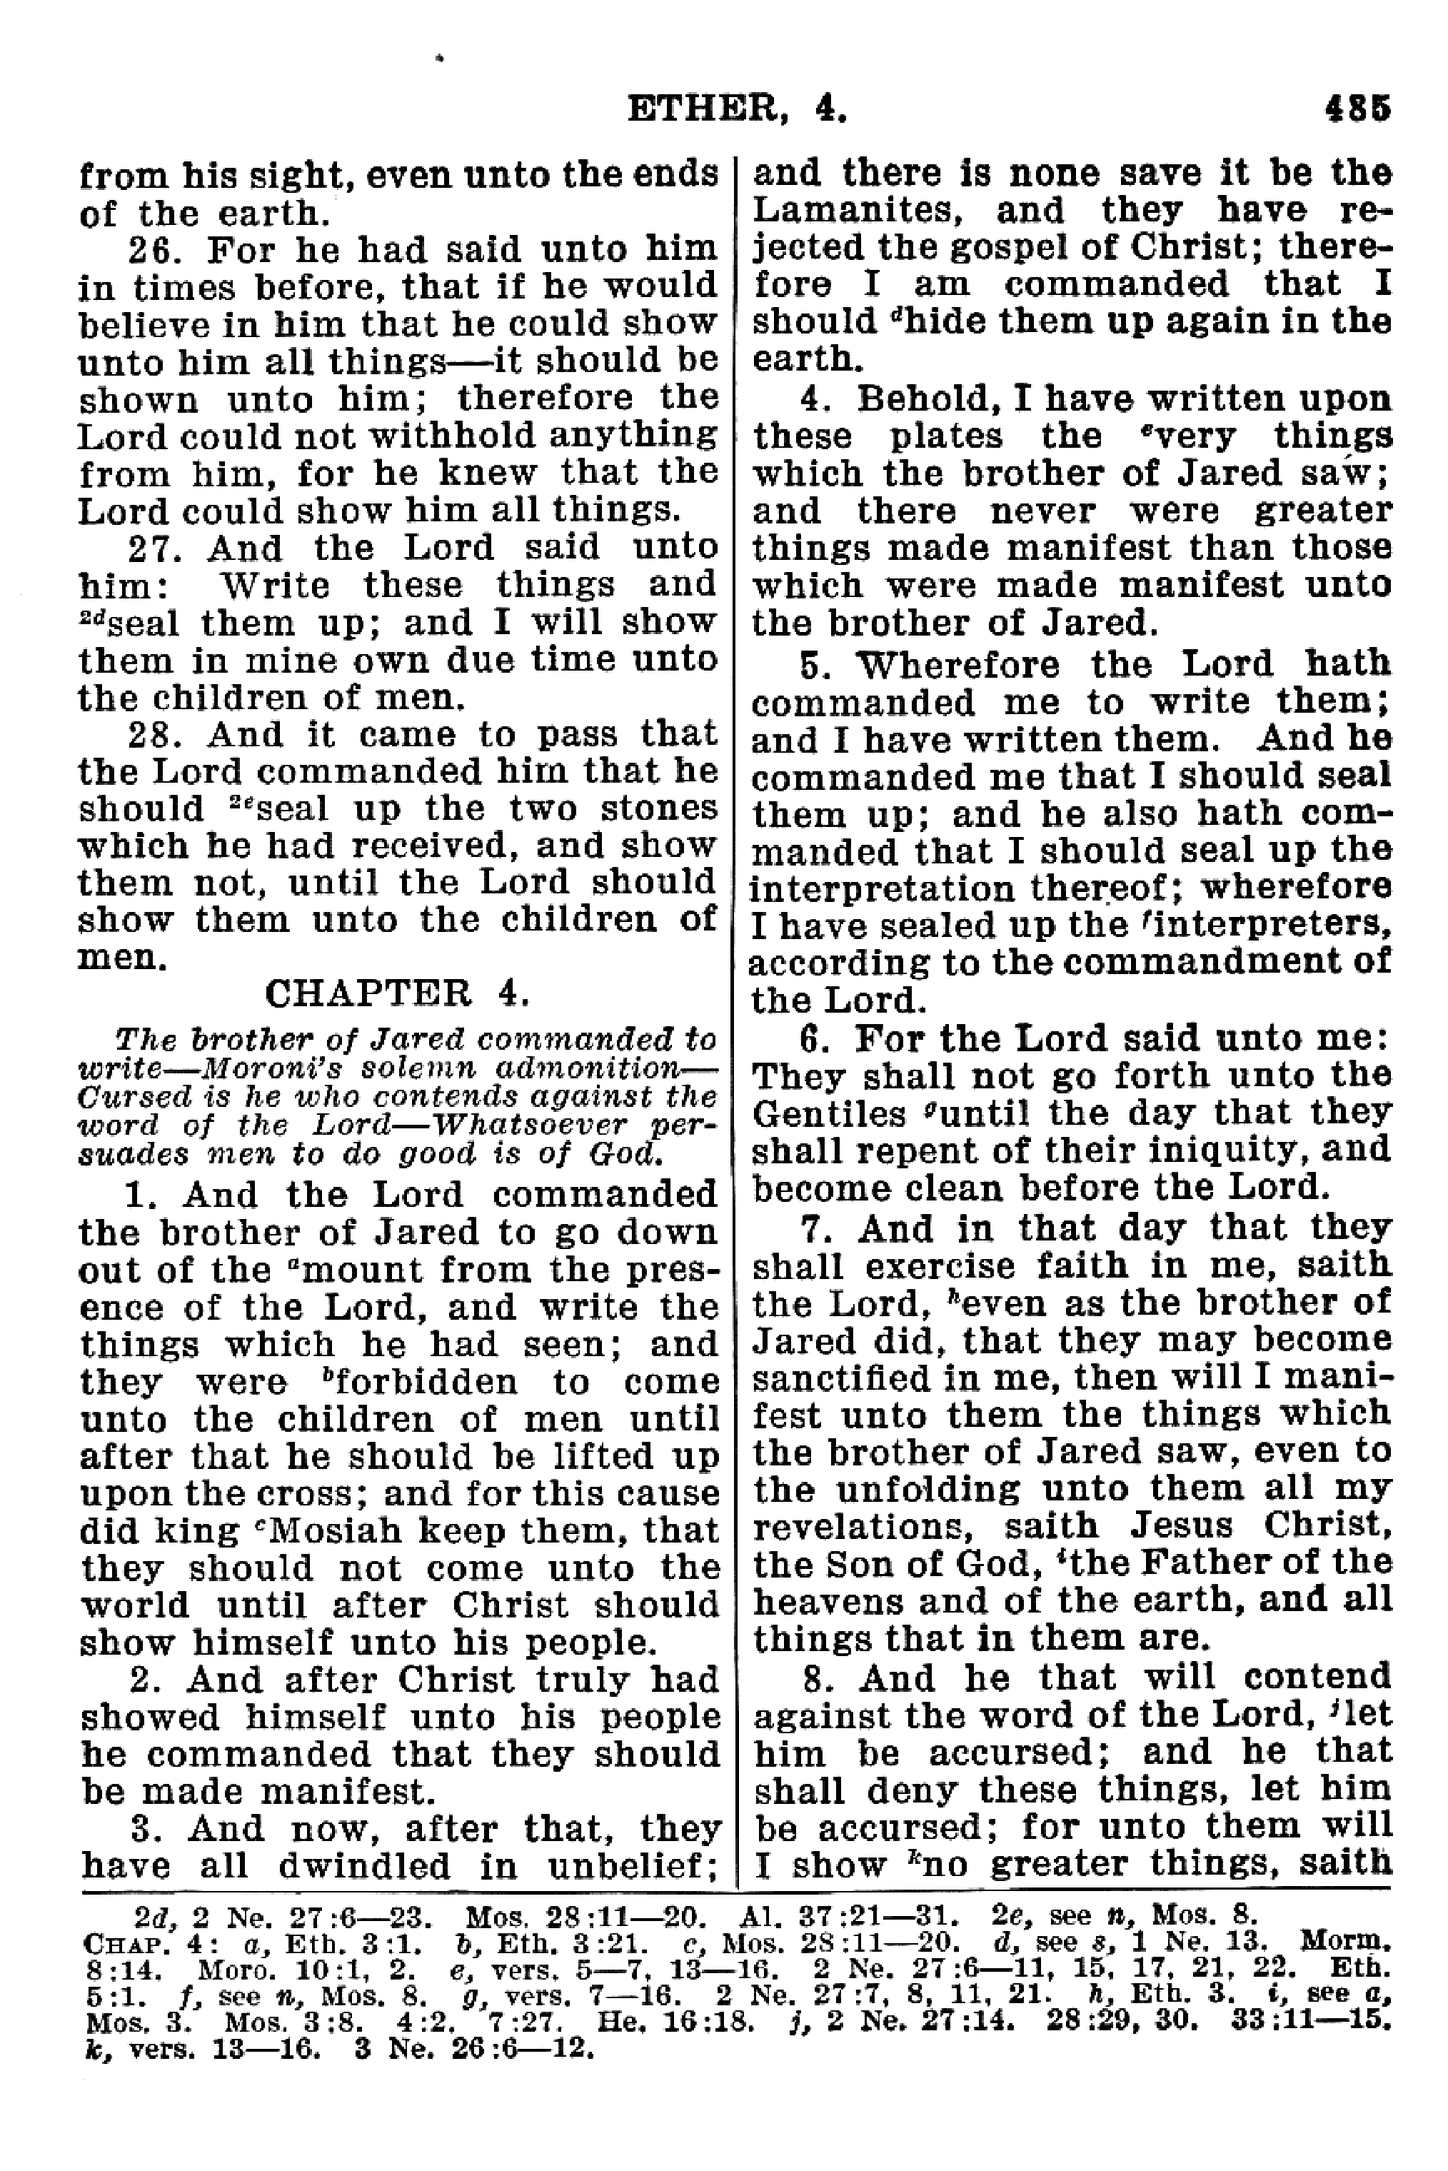 ETHER, 4.
485
from his sight, even unto the ends
of the earth.
26. For he had said unto him
in times before, that if he would
believe in him that he could show
unto him all things—it should be
shown unto him; therefore the
Lord could not withhold anything
from him, for he knew that the
Lord could show him all things.
27. And the Lord said unto
him: Write these things and
2dseal them up; and I will show
them in mine own due time unto
the children of men.
28. And it came to pass that
the Lord commanded him that he
should 2eseal up the two stones
which he had received, and show
them not, until the Lord should
show them unto the children of
men.
CHAPTER 4.
The brother of Jared commanded to
write—Moroni's solemn admonition—
Cursed is he who contends against the
word of the Lord—Whatsoever per-
suades men to do good is of God.
1. And the Lord commanded
the brother of Jared to go down
out of the amount from the pres-
ence of the Lord, and write the
things which he had seen; and
they were bforbidden to come
unto the children of men until
after that he should be lifted up
upon the cross; and for this cause
did king cMosiah keep them, that
they should not come unto the
world until after Christ should
show himself unto his people.
2. And after Christ truly had
showed himself unto his people
he commanded that they should
be made manifest.
3. And now, after that, they
have all dwindled in unbelief;
and there is none save it be the
Lamanites, and they have re-
jected the gospel of Christ; there-
fore I am commanded that I
should dhide them up again in the
earth.
4. Behold, I have written upon
these plates the every things
which the brother of Jared saw;
and there never were greater
things made manifest than those
which were made manifest unto
the brother of Jared.
5. Wherefore the Lord hath
commanded me to write them;
and I have written them. And he
commanded me that I should seal
them up; and he also hath com-
manded that I should seal up the
interpretation thereof; wherefore
I have sealed up the finterpreters,
according to the commandment of
the Lord.
6. For the Lord said unto me:
They shall not go forth unto the
Gentiles guntil the day that they
shall repent of their iniquity, and
become clean before the Lord.
7. And in that day that they
shall exercise faith in me, saith
the Lord, heven as the brother of
Jared did, that they may become
sanctified in me, then will I mani-
fest unto them the things which
the brother of Jared saw, even to
the unfolding unto them all my
revelations, saith Jesus Christ,
the Son of God, ithe Father of the
heavens and of the earth, and all
things that in them are.
8. And he that will contend
against the word of the Lord, jlet
him be accursed; and he that
shall deny these things, let him
be accursed; for unto them will
I show kno greater things, saith
2d, 2 Ne. 27:6—23. Mos. 28:11—20. Al. 37:21—31. 2e, see n, Mos. 8.
CHAP. 4: a, Eth. 3:1. b, Eth. 3:21. c, Mos. 28:11—20. d, see s, 1 Ne. 13. Morm.
8:14. Moro. 10:1, 2. e, vers. 5—7, 13—16. 2 Ne. 27:6—11, 15, 17, 21, 22. Eth.
5:1. f, see n, Mos. 8. g, vers. 7—16. 2 Ne. 27:7, 8, 11, 21. h, Eth. 3. i, see a,
Mos. 3. Mos. 3:8. 4:2. 7:27. He. 16:18. j, 2 Ne. 27:14. 28:29, 30. 33:11—15.
k, vers. 13—16. 3 Ne. 26:6—12.